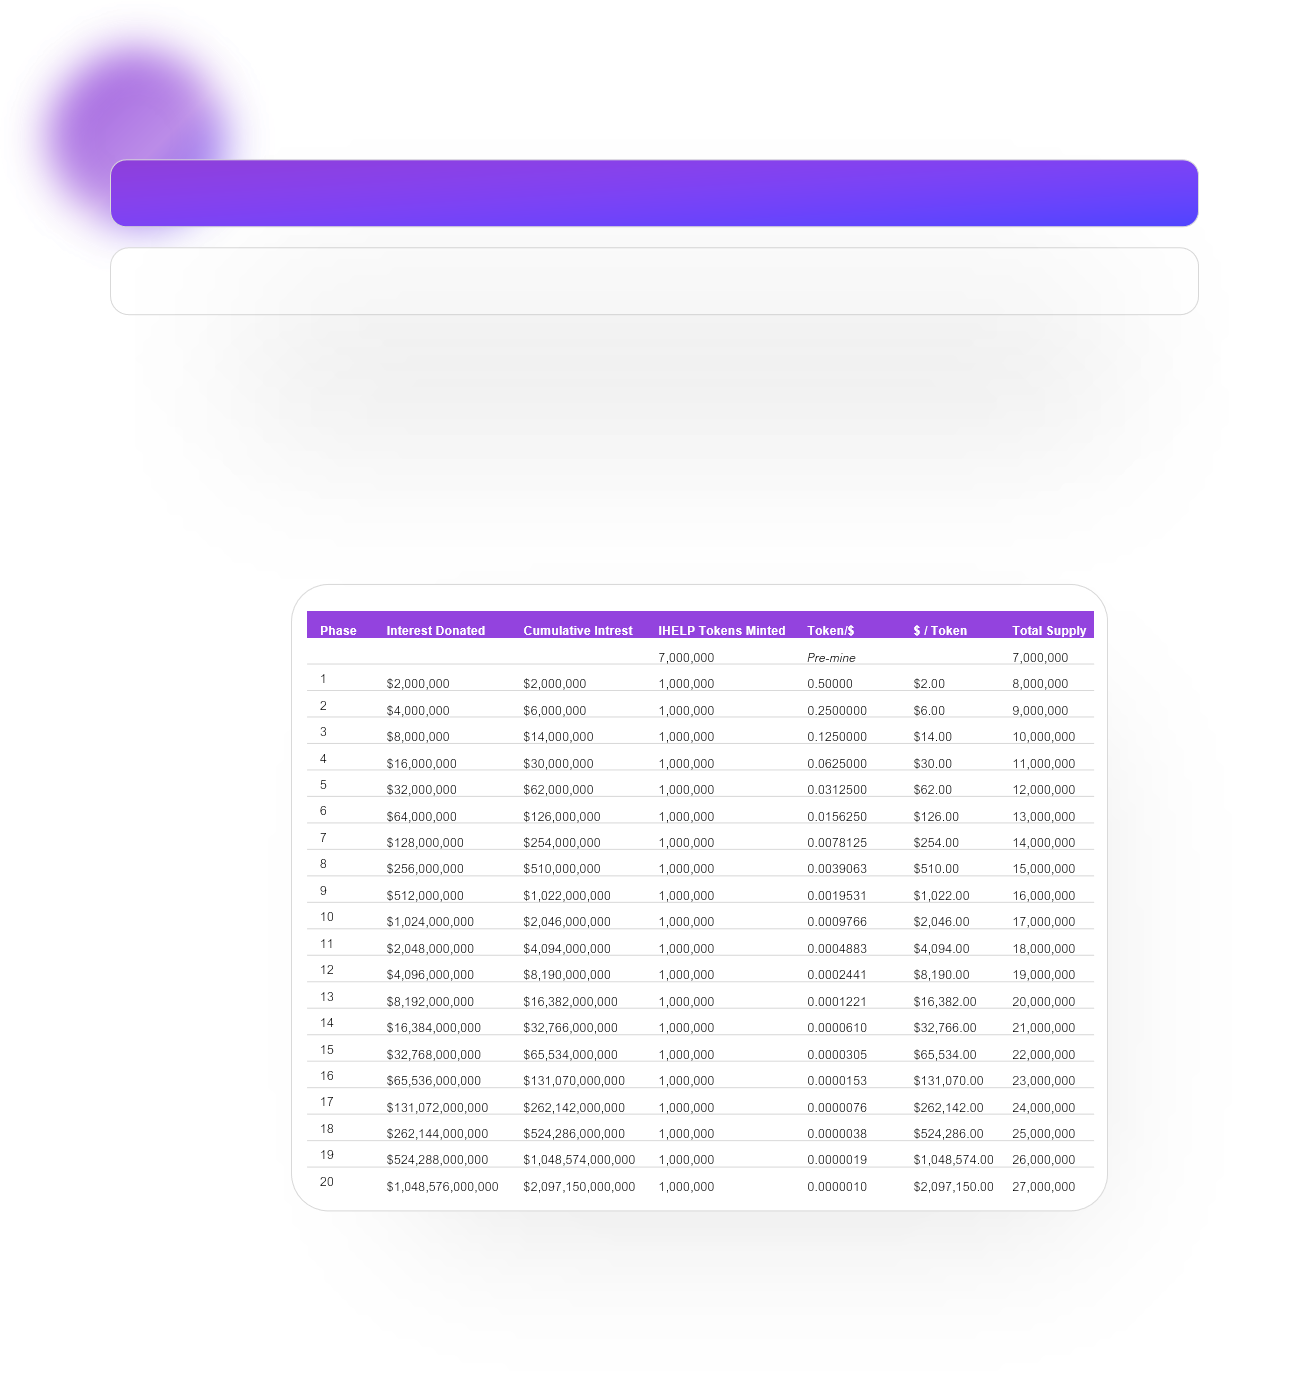 Phase Interest Donated Cumulative Intrest IHELP Tokens Minted Token/$ $ / Token Total Supply
7,000,000 Pre-mine 7,000,000
1 $2,000,000 $2,000,000 1,000,000 0.50000 $2.00 8,000,000
2 $4,000,000 $6,000,000 1,000,000 0.2500000 $6.00 9,000,000
3 $8,000,000 $14,000,000 1,000,000 0.1250000 $14.00 10,000,000
4 $16,000,000 $30,000,000 1,000,000 0.0625000 $30.00 11,000,000
5 $32,000,000 $62,000,000 1,000,000 0.0312500 $62.00 12,000,000
6 $64,000,000 $126,000,000 1,000,000 0.0156250 $126.00 13,000,000
7 $128,000,000 $254,000,000 1,000,000 0.0078125 $254.00 14,000,000
8 $256,000,000 $510,000,000 1,000,000 0.0039063 $510.00 15,000,000
9 $512,000,000 $1,022,000,000 1,000,000 0.0019531 $1,022.00 16,000,000
10 $1,024,000,000 $2,046,000,000 1,000,000 0.0009766 $2,046.00 17,000,000
11 $2,048,000,000 $4,094,000,000 1,000,000 0.0004883 $4,094.00 18,000,000
12 $4,096,000,000 $8,190,000,000 1,000,000 0.0002441 $8,190.00 19,000,000
13 $8,192,000,000 $16,382,000,000 1,000,000 0.0001221 $16,382.00 20,000,000
14 $16,384,000,000 $32,766,000,000 1,000,000 0.0000610 $32,766.00 21,000,000
15 $32,768,000,000 $65,534,000,000 1,000,000 0.0000305 $65,534.00 22,000,000
16 $65,536,000,000 $131,070,000,000 1,000,000 0.0000153 $131,070.00 23,000,000
17 $131,072,000,000 $262,142,000,000 1,000,000 0.0000076 $262,142.00 24,000,000
18 $262,144,000,000 $524,286,000,000 1,000,000 0.0000038 $524,286.00 25,000,000
19 $524,288,000,000 $1,048,574,000,000 1,000,000 0.0000019 $1,048,574.00 26,000,000
20 $1,048,576,000,000 $2,097,150,000,000 1,000,000 0.0000010 $2,097,150.00 27,000,000